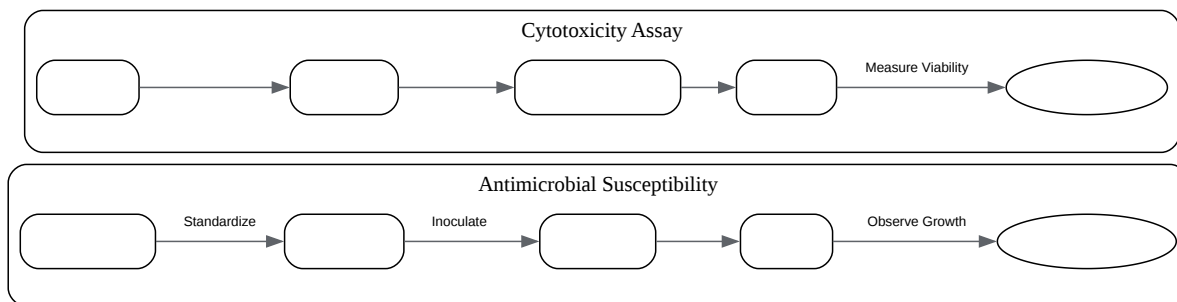 Cytotoxicity Assay
Measure Viability
Antimicrobial Susceptibility
Standardize
Inoculate
Observe Growth